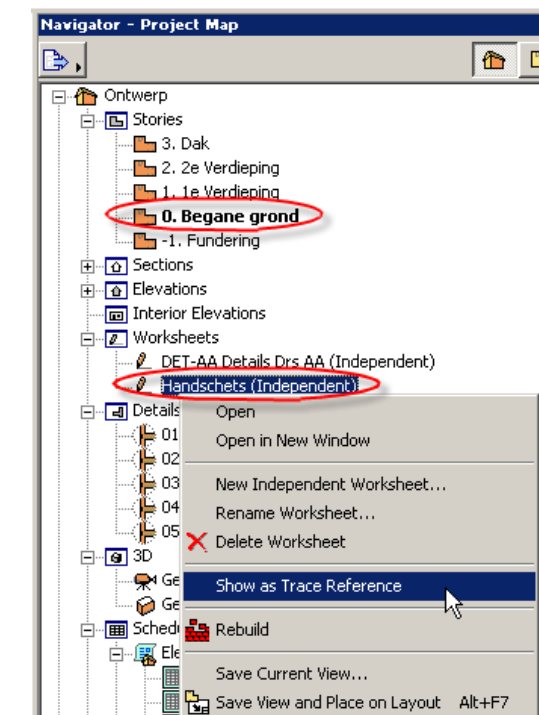 Navigator - Project Map
Ontwerp
Stories
3. Dak
2. 2e Verdieping
1. 1e Verdieping
0. Begane grond
-1. Fundering
Sections
Elevations
Interior Elevations
Worksheets
DET-AA Details Drs AA (Independent)
Handschets (Independent)
Details
Open
01
Open in New Window
02
03
New Independent Worksheet...
04
Rename Worksheet...
05
Delete Worksheet
3D
Ge
Show as Trace Reference
Ge
Schedu
Rebuild
Ele
Save Current View...
Save View and Place on Layout Alt+F7